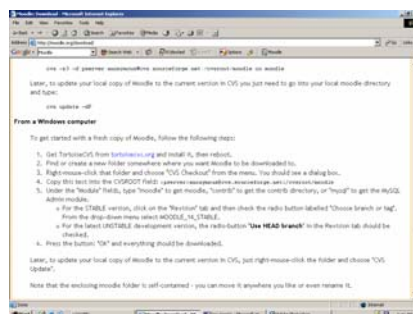 Moodle Download - Microsoft Internet Explorer
File Edit View Favorites Tools Help
Address http://moodle.org/download/
cvs -z3 -d pserver anonymous@cvs sourceforge net :/cvsroot/moodle co moodle
Later, to update your local copy of Moodle to the current version in CVS you just need to go into your local moodle directory
and type:
cvs update -dP
From a Windows computer
To get started with a fresh copy of Moodle, follow the following steps:
1. Get TortoiseCVS from tortoisecvs.org and install it, then reboot.
2. Find or create a new folder somewhere where you want Moodle to be downloaded to.
3. Right-mouse-click that folder and choose "CVS Checkout" from the menu. You should see a dialog box.
4. Copy this text into the CVSROOT field: :pserver:anonymous@cvs.sourceforge.net:/cvsroot/moodle
5. Under the "Module" field, type "moodle" to get moodle, "contrib" to get the contrib directory, or "mysql" to get the MySQL
Admin module.
o For the STABLE version, click on the "Revision" tab and then check the radio button labelled "Choose branch or tag".
From the drop-down menu select MOODLE_14_STABLE.
o For the latest UNSTABLE development version, the radio-button "Use HEAD branch" in the Revision tab should be
checked.
6. Press the button: "OK" and everything should be downloaded.
Later, to update your local copy of Moodle to the current version in CVS, just right-mouse-click the folder and choose "CVS
Update".
Note that the enclosing moodle folder is self-contained - you can move it anywhere you like or even rename it.
Internet